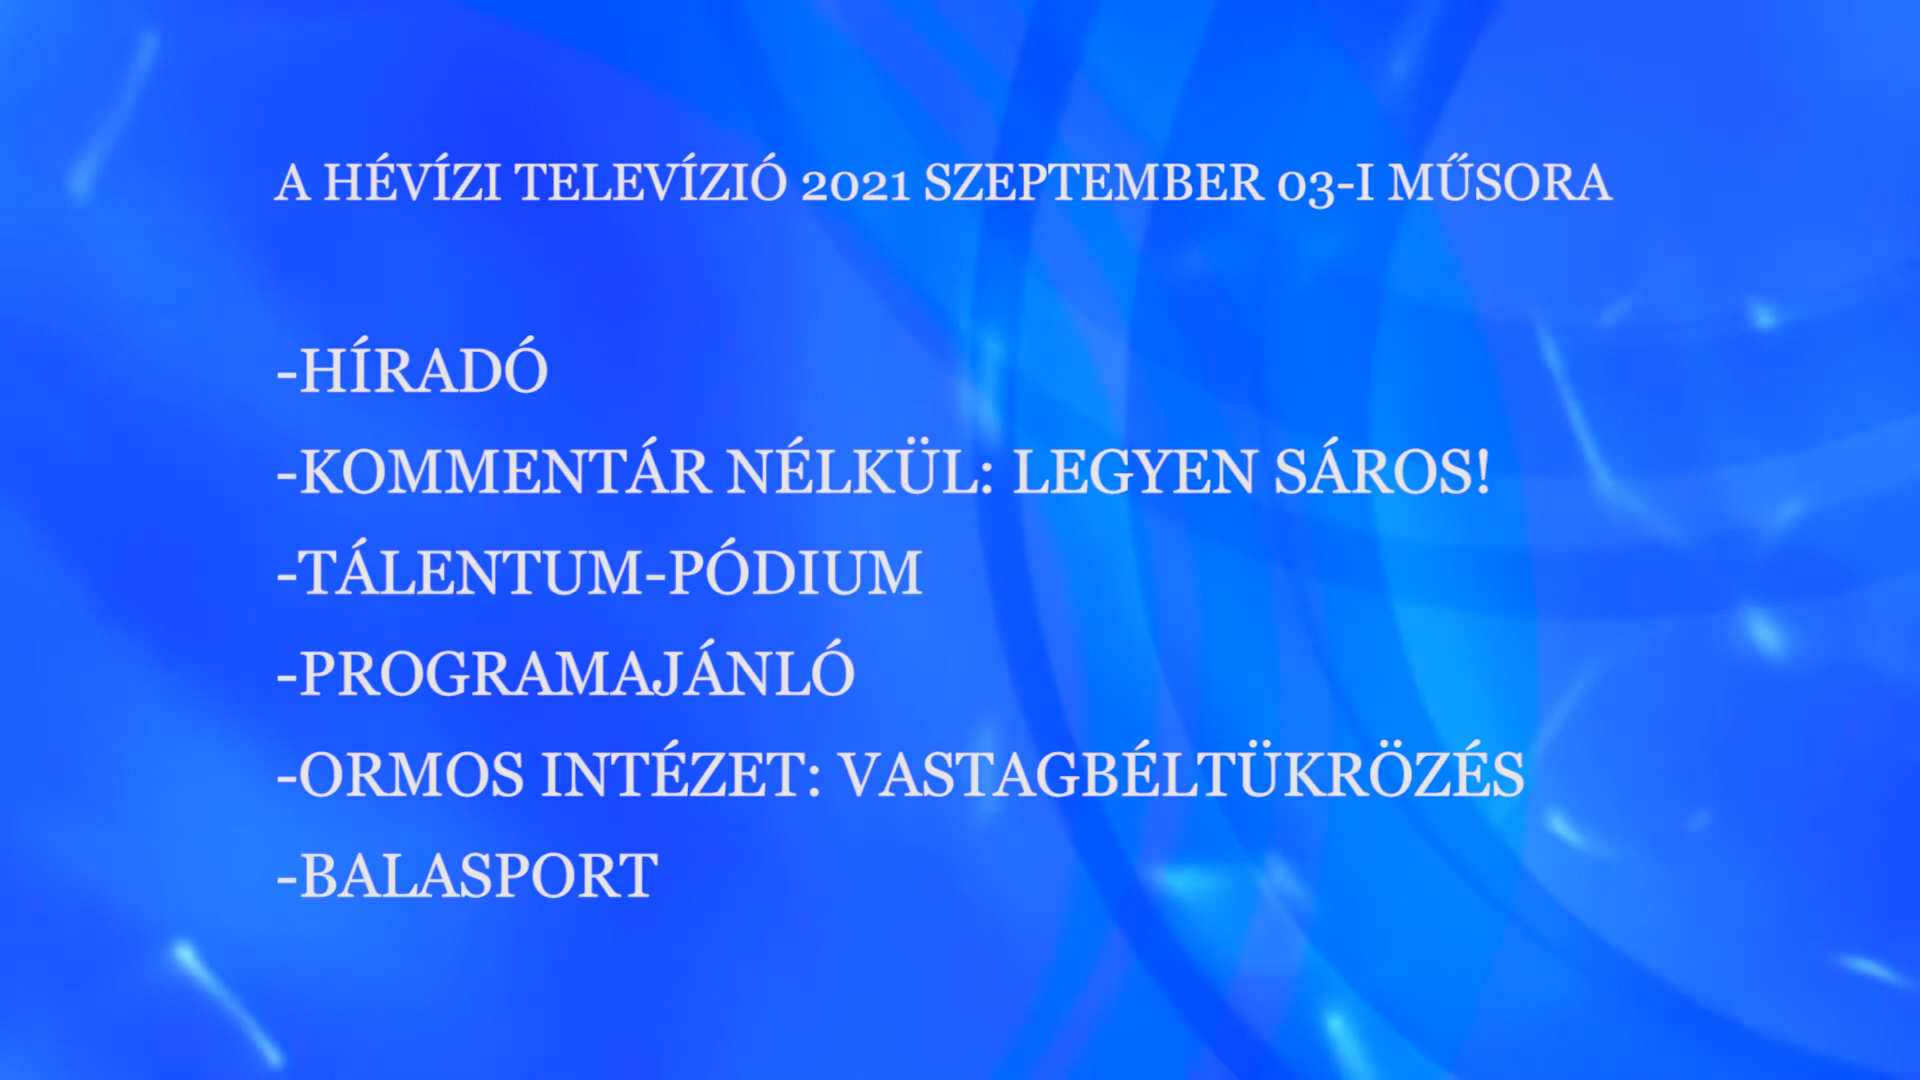 A HÉVÍZI TELEVÍZIÓ 2021 SZEPTEMBER 03-I MŰSORA
-HÍRADÓ
-KOMMENTÁR NÉLKÜL: LEGYEN SÁROS!
-TÁLENTUM-PÓDIUM
-PROGRAMAJÁNLÓ
-ORMOS INTÉZET: VASTAGBÉLTÜKRÖZÉS
-BALASPORT